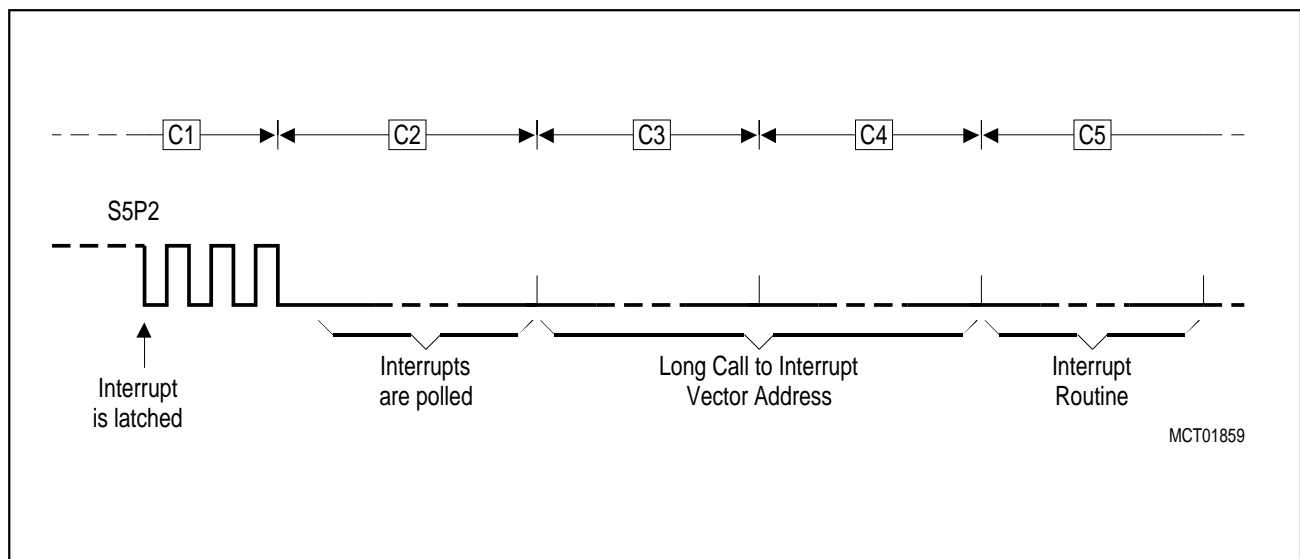 C1 C2 C3 C4 C5
S5P2
Interrupt
is latched
Interrupts
are polled
Long Call to Interrupt
Vector Address
Interrupt
Routine
MCT01859